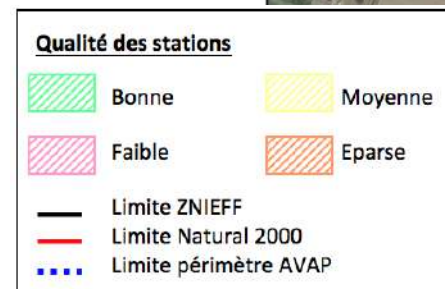 Qualité des stations
Bonne Moyenne
Faible Eparse
Limite ZNIEFF
Limite Natural 2000
Limite périmètre AVAP